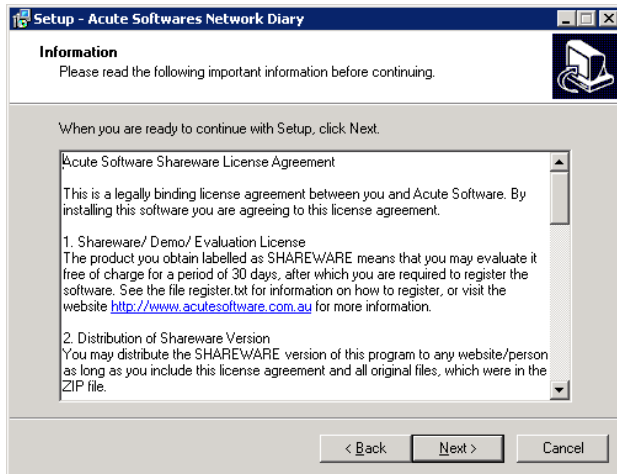 Setup - Acute Softwares Network Diary
Information
Please read the following important information before continuing.
When you are ready to continue with Setup, click Next.
Acute Software Shareware License Agreement
This is a legally binding license agreement between you and Acute Software. By
installing this software you are agreeing to this license agreement.
1. Shareware/ Demo/ Evaluation License
The product you obtain labelled as SHAREWARE means that you may evaluate it
free of charge for a period of 30 days, after which you are required to register the
software. See the file register.txt for information on how to register, or visit the
website http://www.acutesoftware.com.au for more information.
2. Distribution of Shareware Version
You may distribute the SHAREWARE version of this program to any website/person
as long as you include this license agreement and all original files, which were in the
ZIP file.
< Back
Next >
Cancel